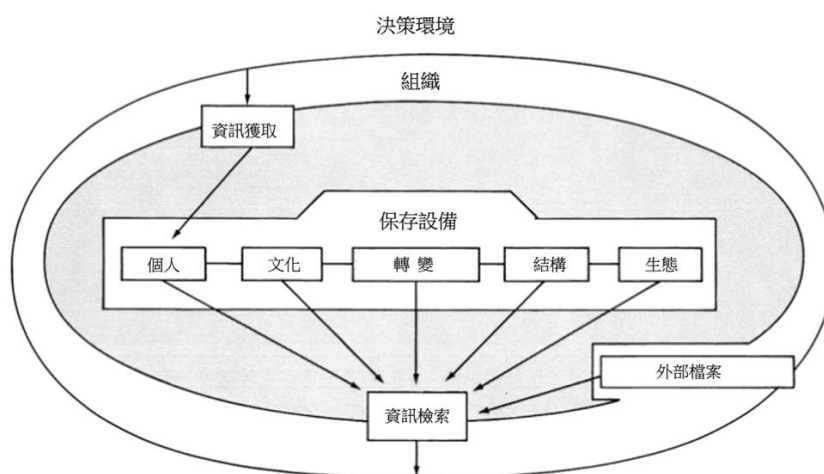 決策環境
組織
資訊獲取
保存設備
個人
文化
轉 變
結構
生態
外部檔案
資訊檢索